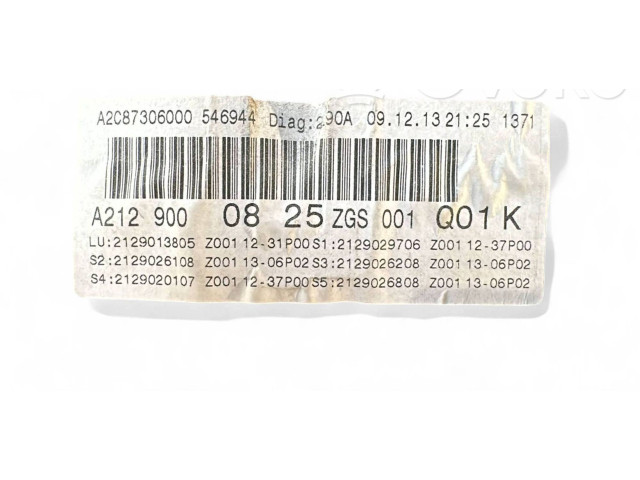 A2C87306000 546944 Diag:290A 09.12.13 21:25 1371
A212 900 08 25 ZGS 001 Q01 K
LU:2129013805 Z001 12-31P00 S1:2129029706 Z001 12-37P00
S2:2129026108 Z001 13-06P02 S3:2129026208 Z001 13-06P02
S4:2129020107 Z001 12-37P00 S5:2129026808 Z001 13-06P02